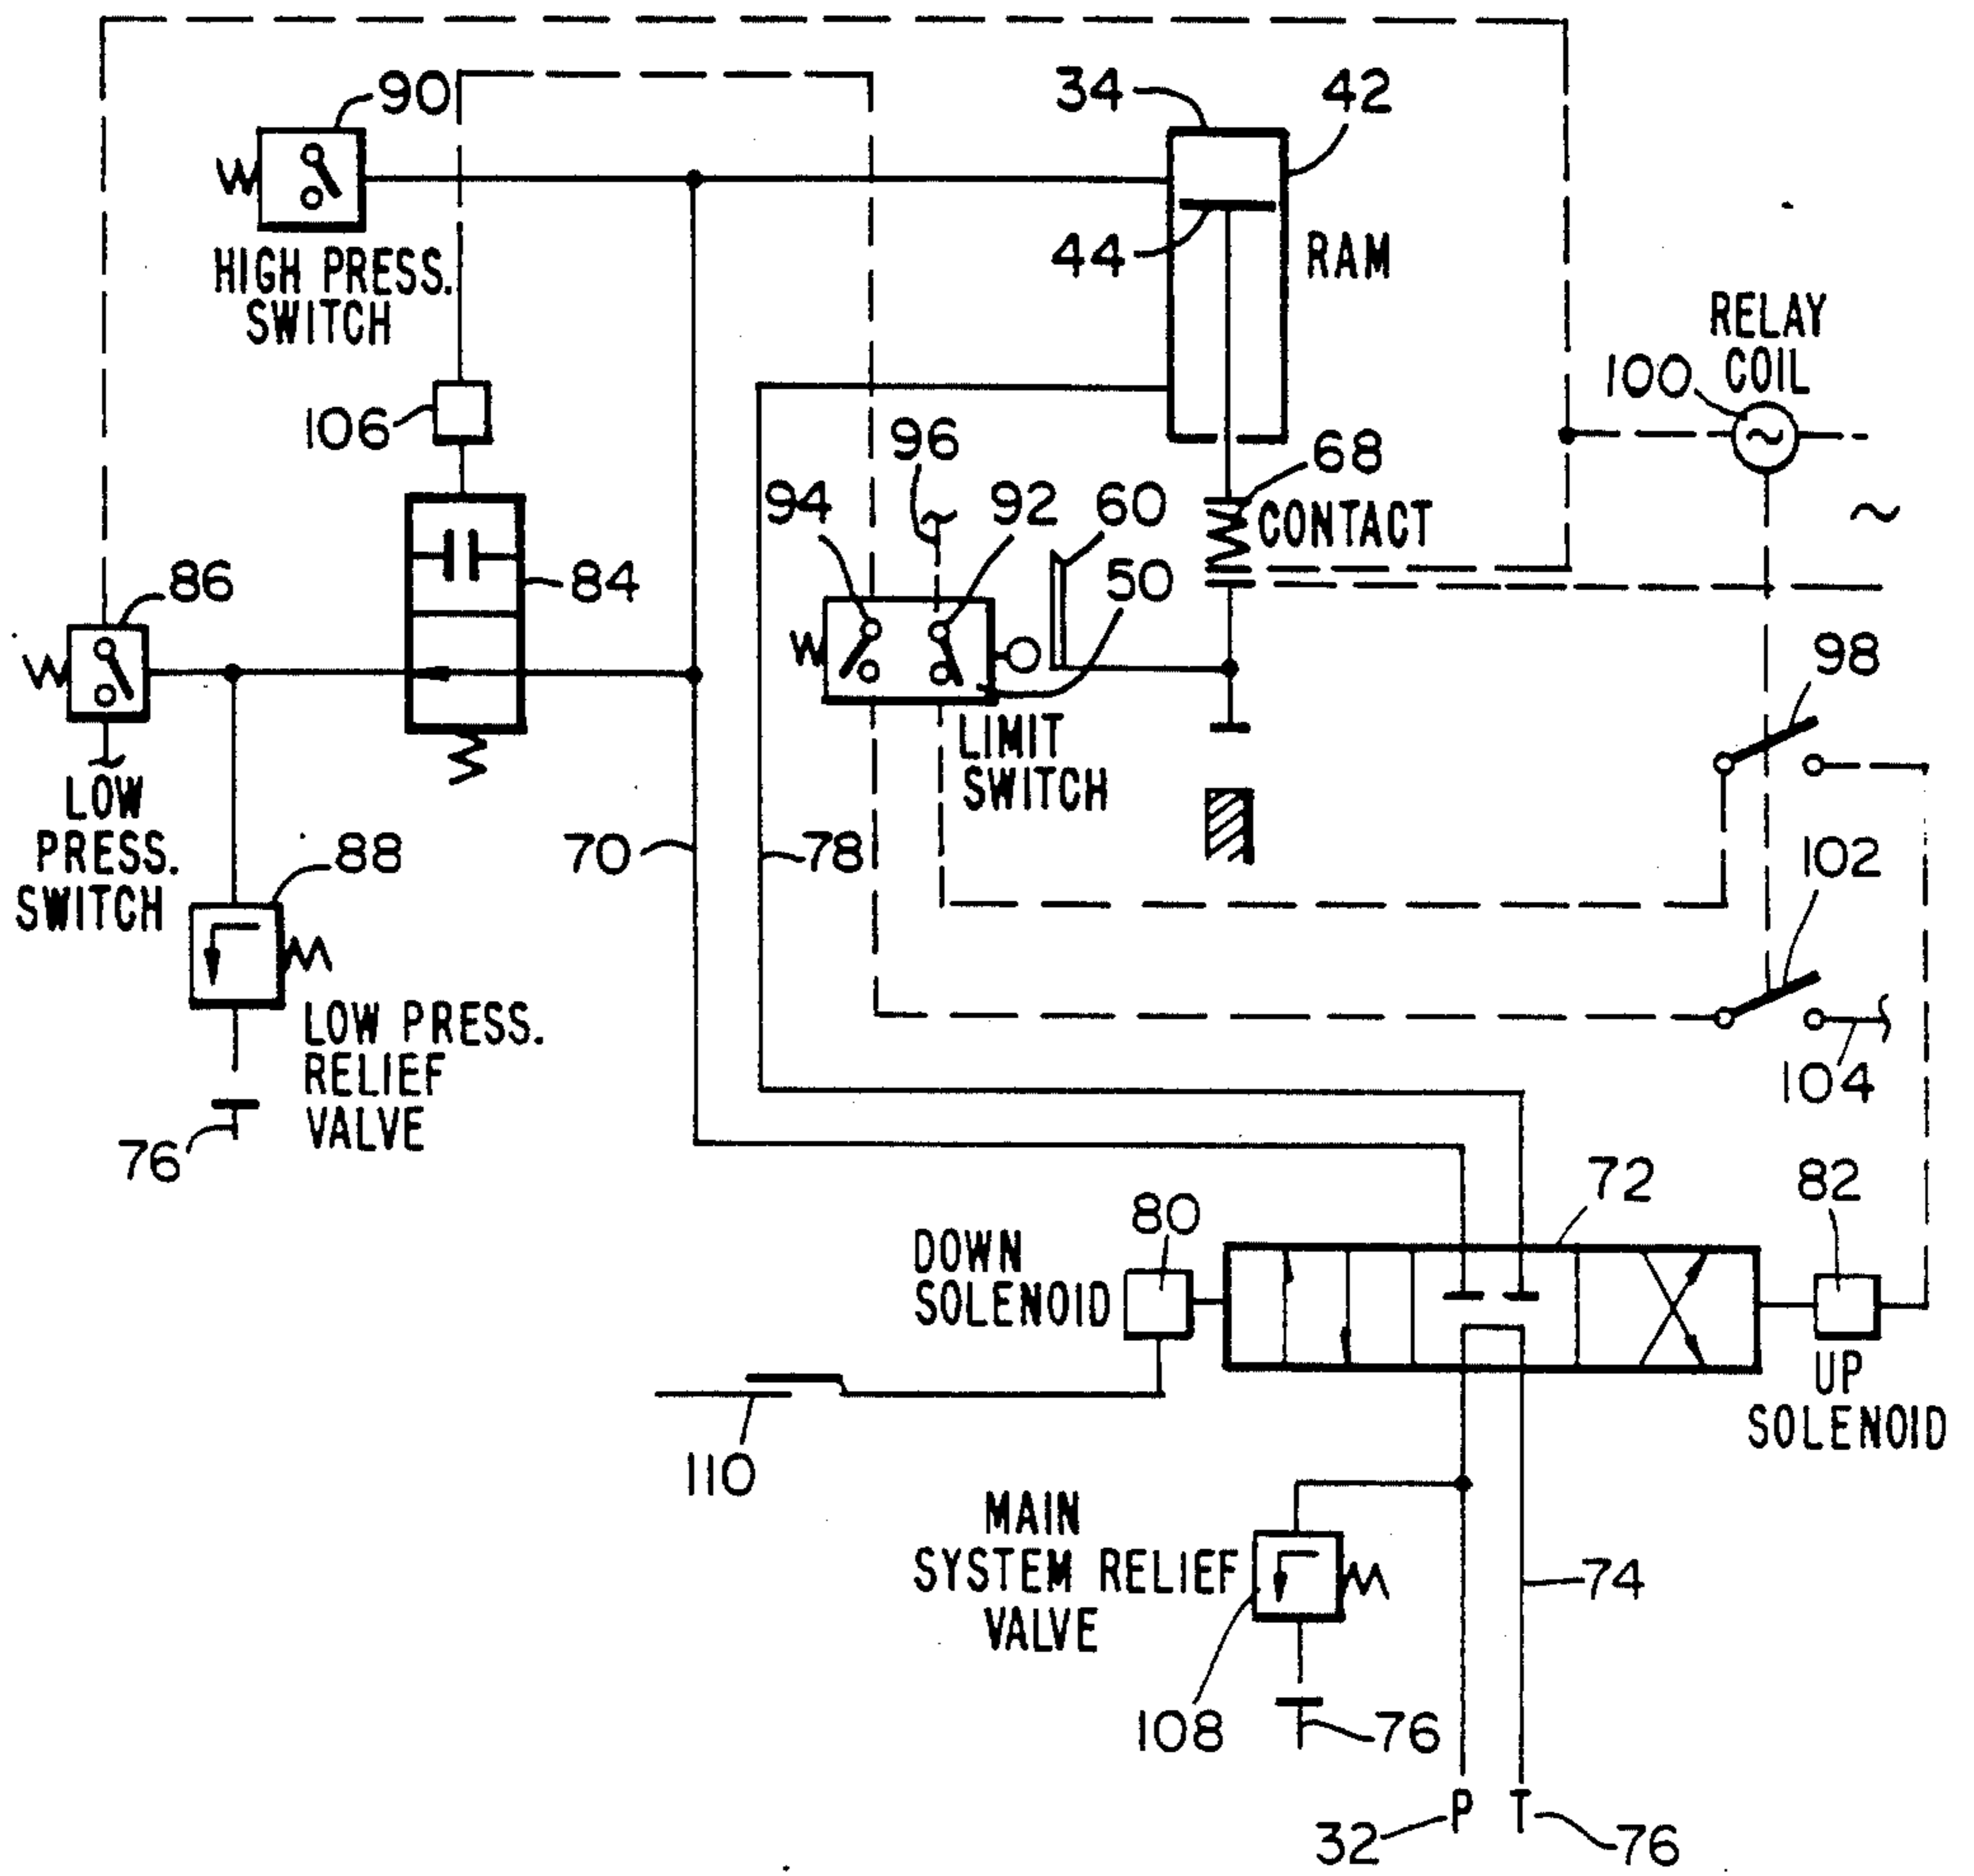 90
HIGH PRESS.
SWITCH
34
42
44
RAM
RELAY
COIL
100
106
96
94
92
60
68
CONTACT
50
86
84
LIMIT
SWITCH
98
LOW
PRESS.
SWITCH
88
70
78
102
LOW PRESS.
RELIEF
VALVE
76
104
72
82
80
DOWN
SOLENOID
UP
SOLENOID
110
MAIN
SYSTEM RELIEF
VALVE
74
108
76
32
P
T
76